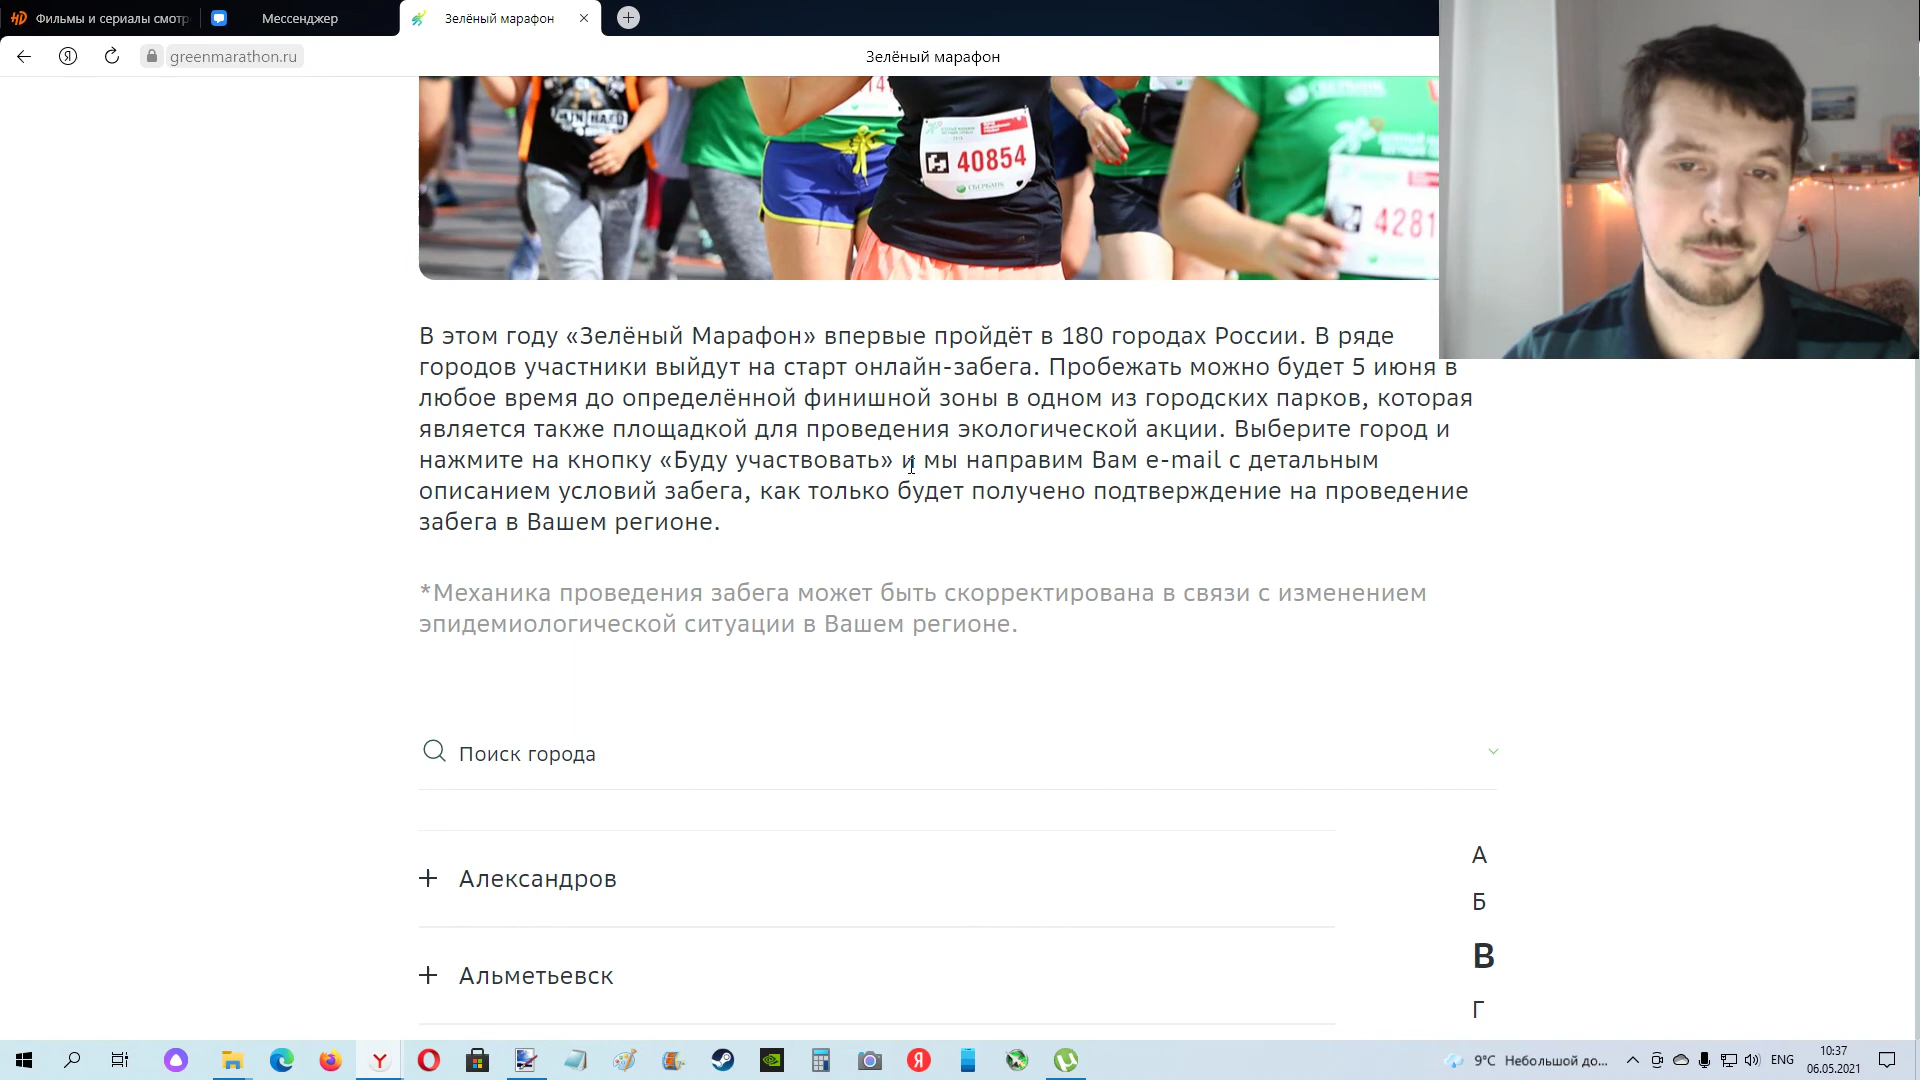 Фильмы и сериалы смотр
Мессенджер
Зелёный марафон
greenmarathon.ru
Зелёный марафон
40854
СБЕРБАНК
4281
СБЕРБАНК
В этом году «Зелёный Марафон» впервые пройдёт в 180 городах России. В ряде
городов участники выйдут на старт онлайн-забега. Пробежать можно будет 5 июня в
любое время до определённой финишной зоны в одном из городских парков, которая
является также площадкой для проведения экологической акции. Выберите город и
нажмите на кнопку «Буду участвовать» и мы направим Вам e-mail с детальным
описанием условий забега, как только будет получено подтверждение на проведение
забега в Вашем регионе.
*Механика проведения забега может быть скорректирована в связи с изменением
эпидемиологической ситуации в Вашем регионе.
Поиск города
Александров
Альметьевск
А
Б
В
Г
9°C Небольшой до...
ENG
10:37
06.05.2021